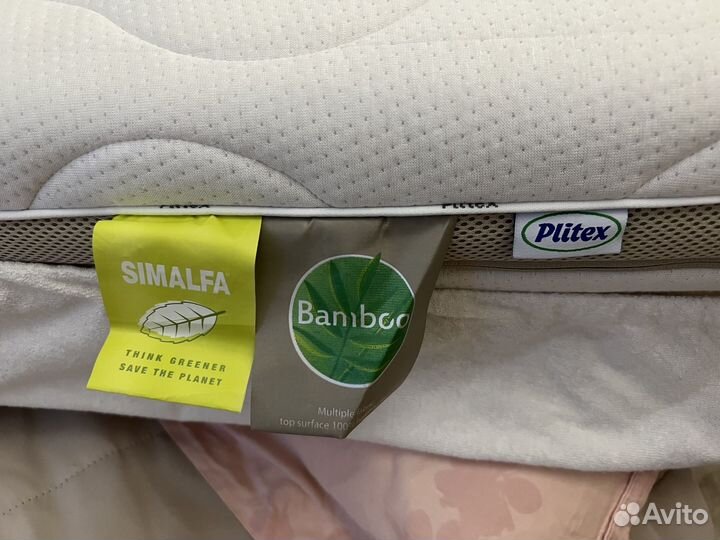 Plitex
Plitex
Plitex
SIMALFA
THINK GREENER
SAVE THE PLANET
Bamboo
Multiple
top surface 100
Avito